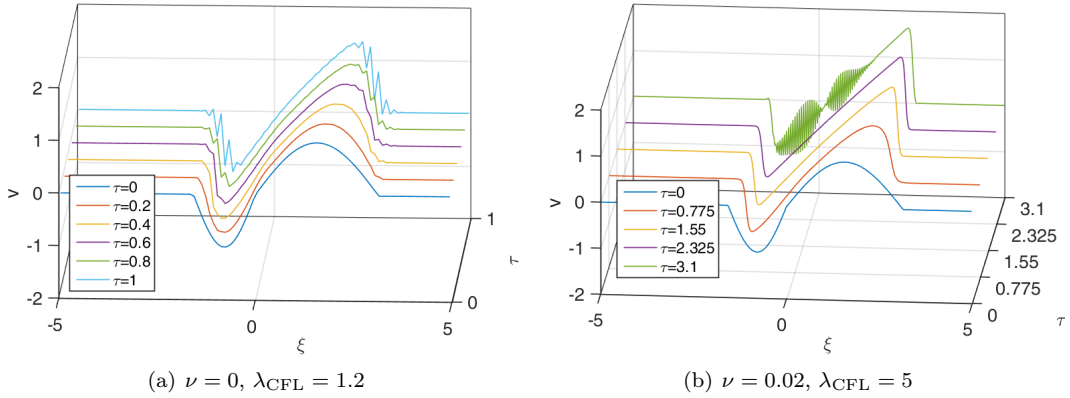 2
1
0
-1
-2
v
τ=0
τ=0.2
τ=0.4
τ=0.6
τ=0.8
τ=1
-5
0
5
ξ
0
1
τ
(a) ν = 0, λCFL = 1.2
2
1
0
-1
-2
v
τ=0
τ=0.775
τ=1.55
τ=2.325
τ=3.1
-5
0
5
ξ
0
0.775
1.55
2.325
3.1
τ
(b) ν = 0.02, λCFL = 5